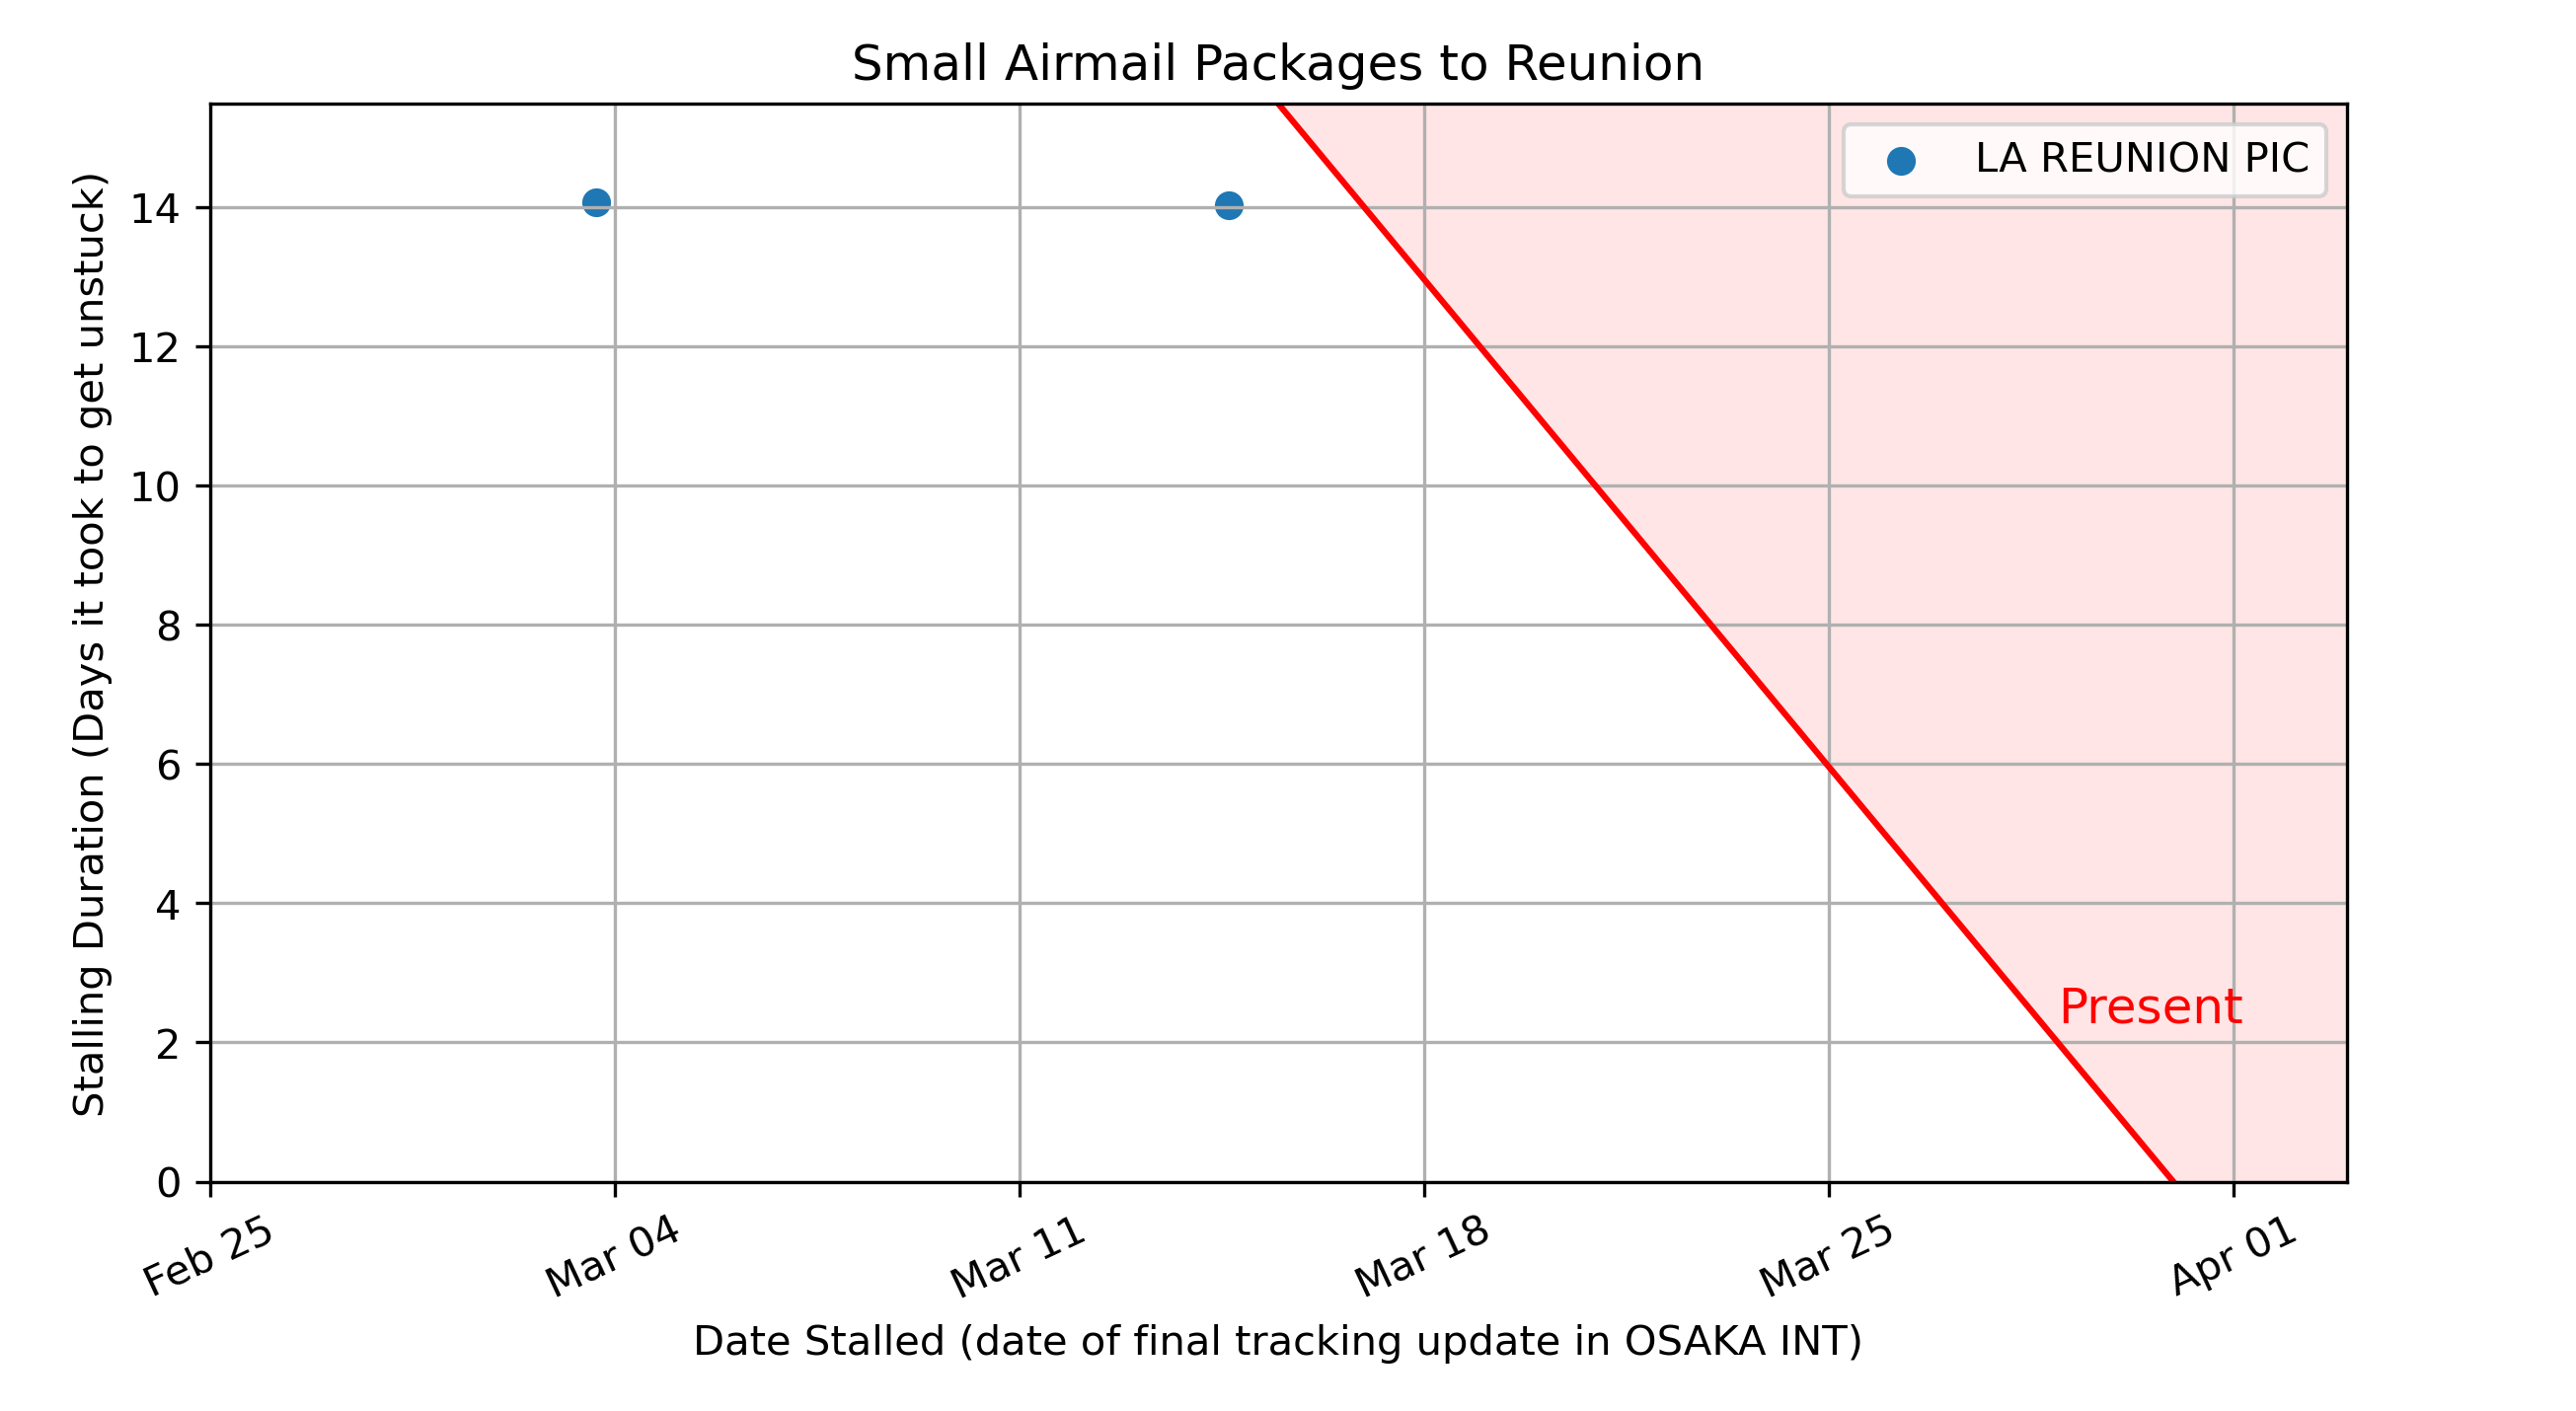 Small Airmail Packages to Reunion
LA REUNION PIC
Stalling Duration (Days it took to get unstuck)
14
12
10
8
6
4
2
0
Present
Feb 25
Mar 04
Mar 11
Mar 18
Mar 25
Apr 01
Date Stalled (date of final tracking update in OSAKA INT)